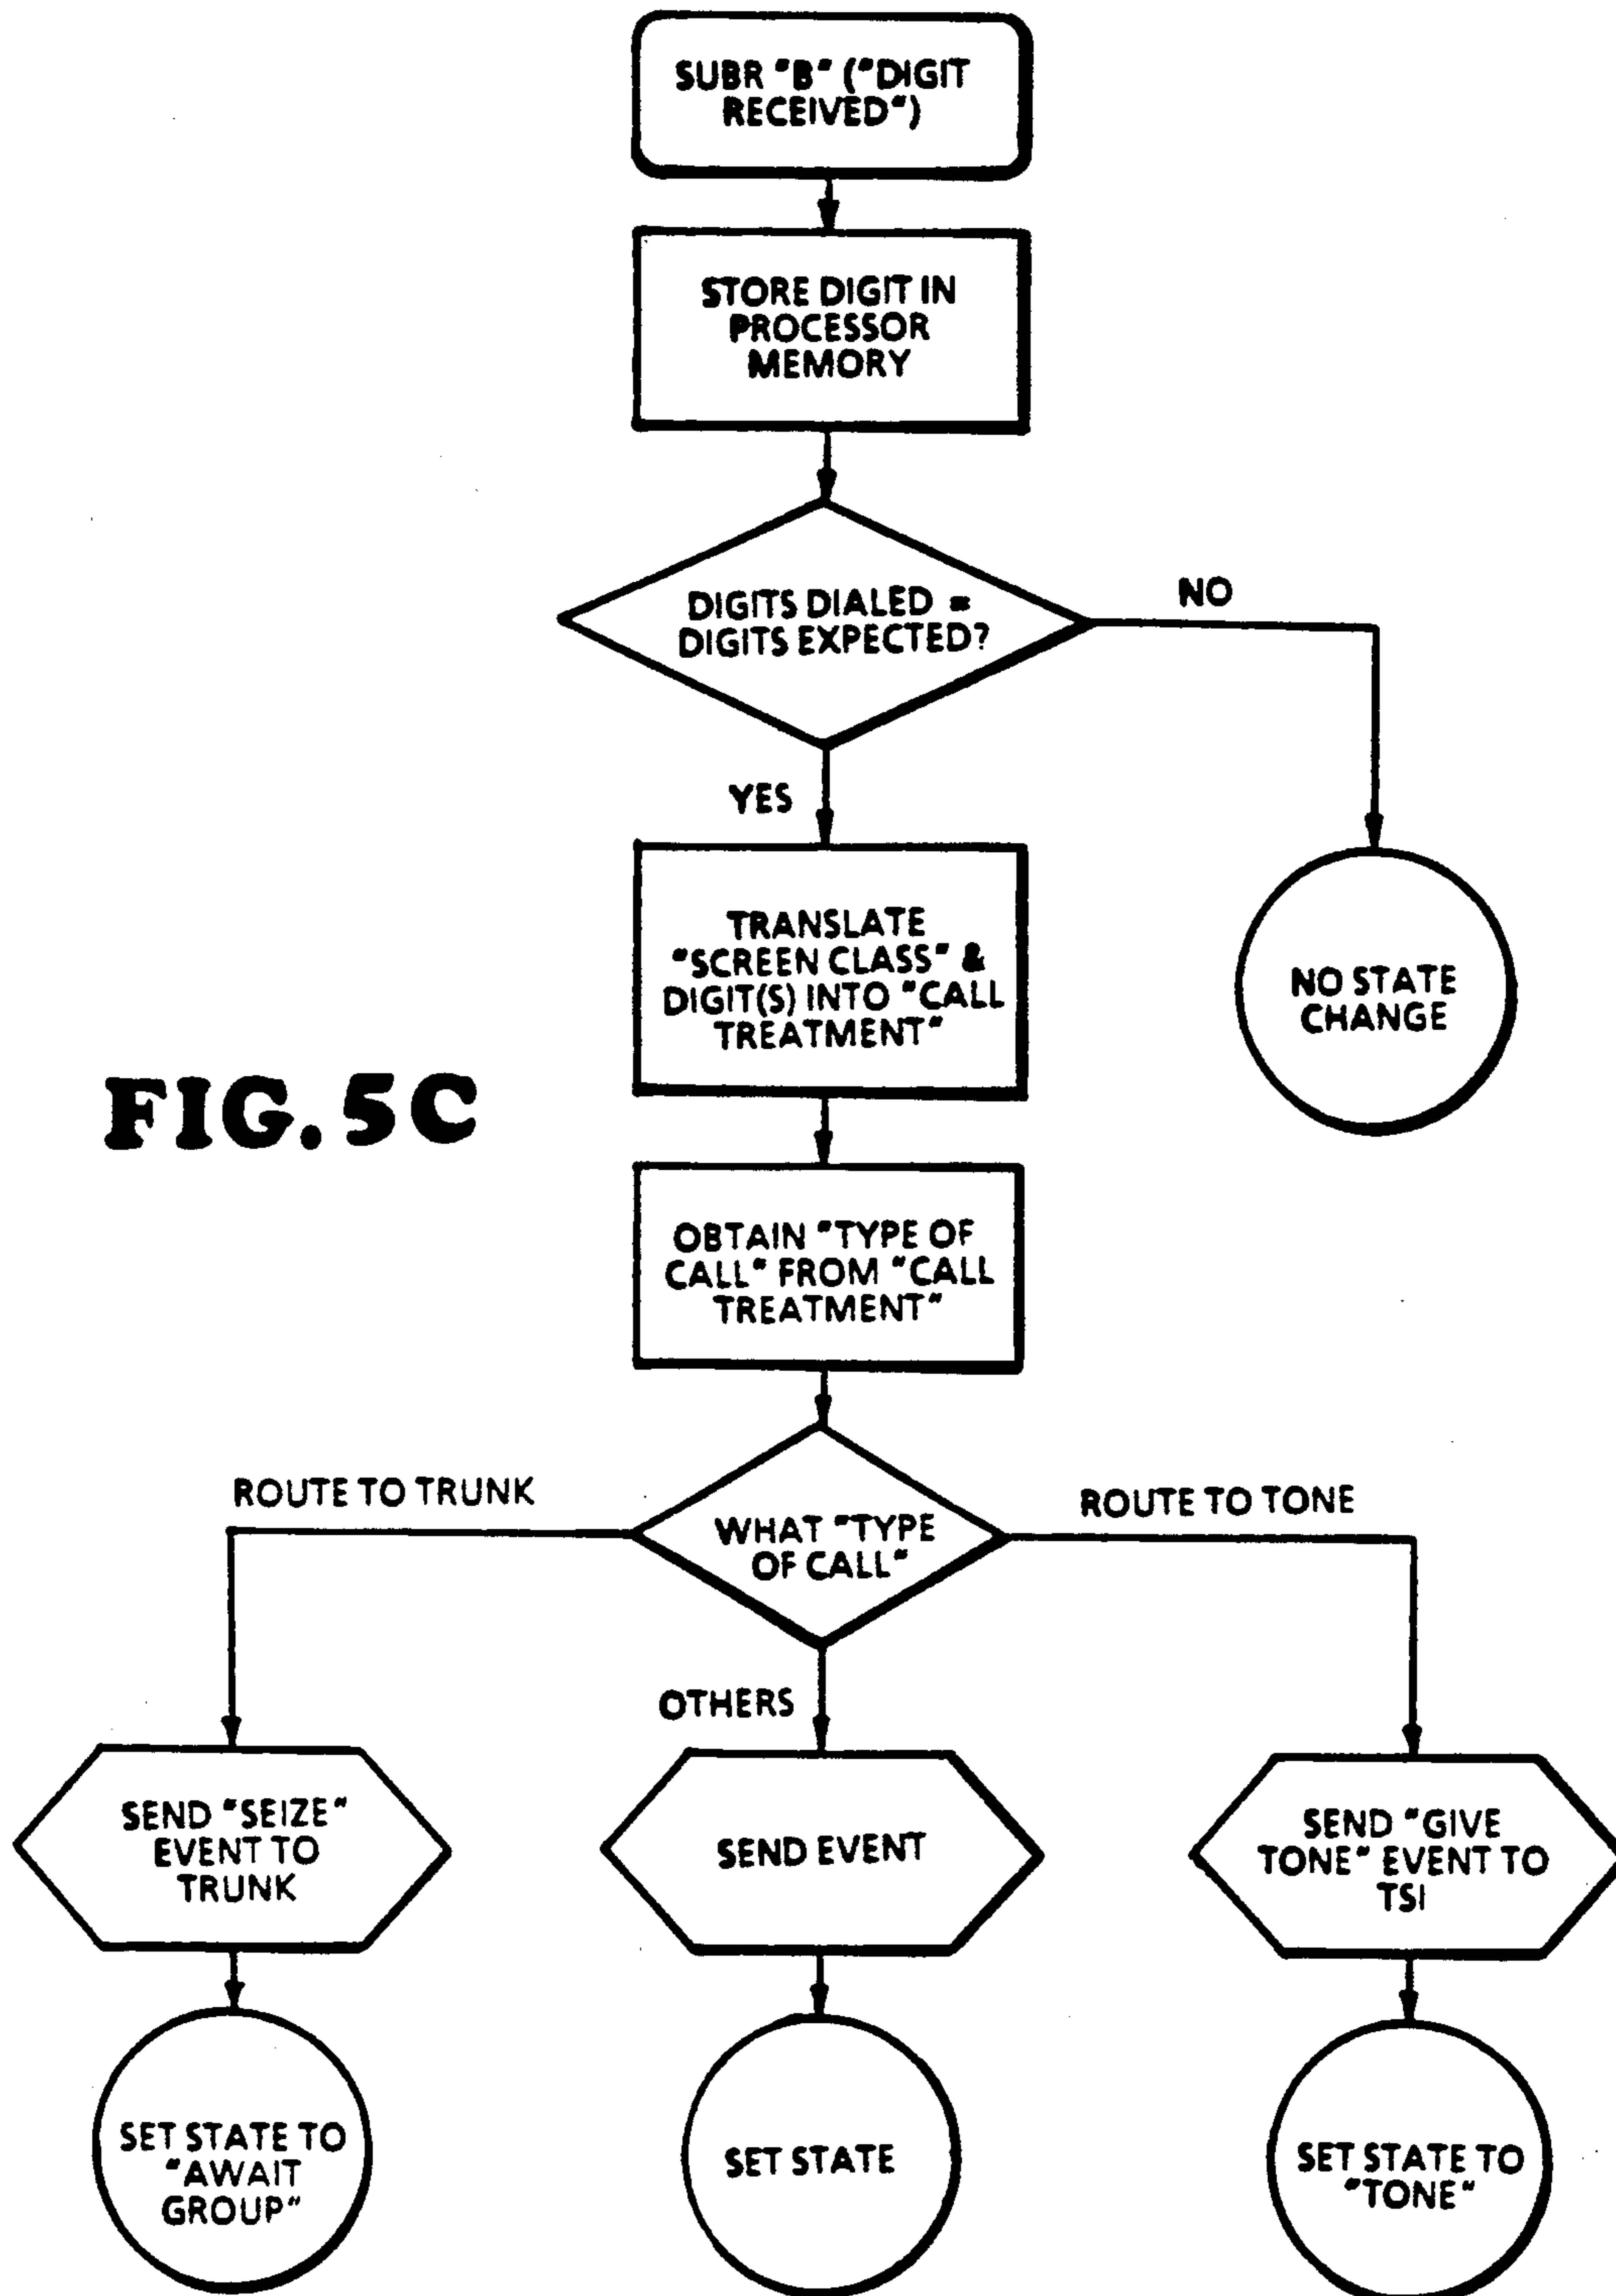 SUBR "B" ("DIGIT
RECEIVED")
STORE DIGIT IN
PROCESSOR
MEMORY
DIGITS DIALED =
DIGITS EXPECTED?
NO
YES
TRANSLATE
"SCREEN CLASS" &
DIGIT(S) INTO "CALL
TREATMENT"
NO STATE
CHANGE
FIG. 5C
OBTAIN "TYPE OF
CALL" FROM "CALL
TREATMENT"
ROUTE TO TRUNK
WHAT "TYPE
OF CALL"
ROUTE TO TONE
OTHERS
SEND "SEIZE"
EVENT TO
TRUNK
SEND EVENT
SEND "GIVE
TONE" EVENT TO
TSI
SET STATE TO
"AWAIT
GROUP"
SET STATE
SET STATE TO
"TONE"